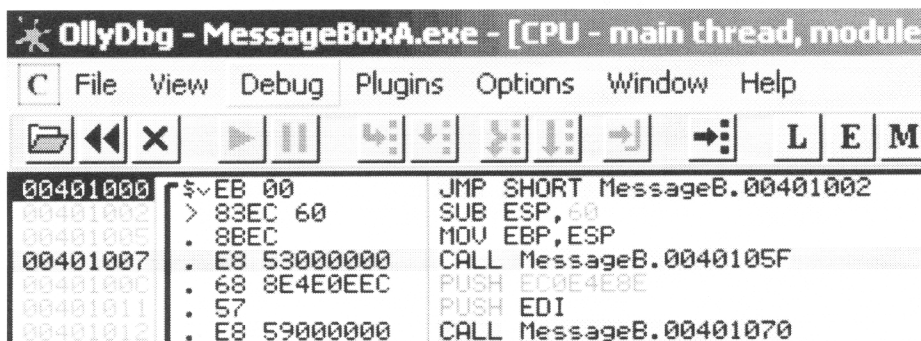 OllyDbg - MessageBoxA.exe - [CPU - main thread, module
C File View Debug Plugins Options Window Help
L E M
00401000 $ EB 00 JMP SHORT MessageB.00401002
00401002 > 83EC 60 SUB ESP,60
00401005 . 8BEC MOV EBP,ESP
00401007 . E8 53000000 CALL MessageB.0040105F
0040100C . 68 8E4E0EEC PUSH EC0E4E8E
00401011 . 57 PUSH EDI
00401012 . E8 59000000 CALL MessageB.00401070